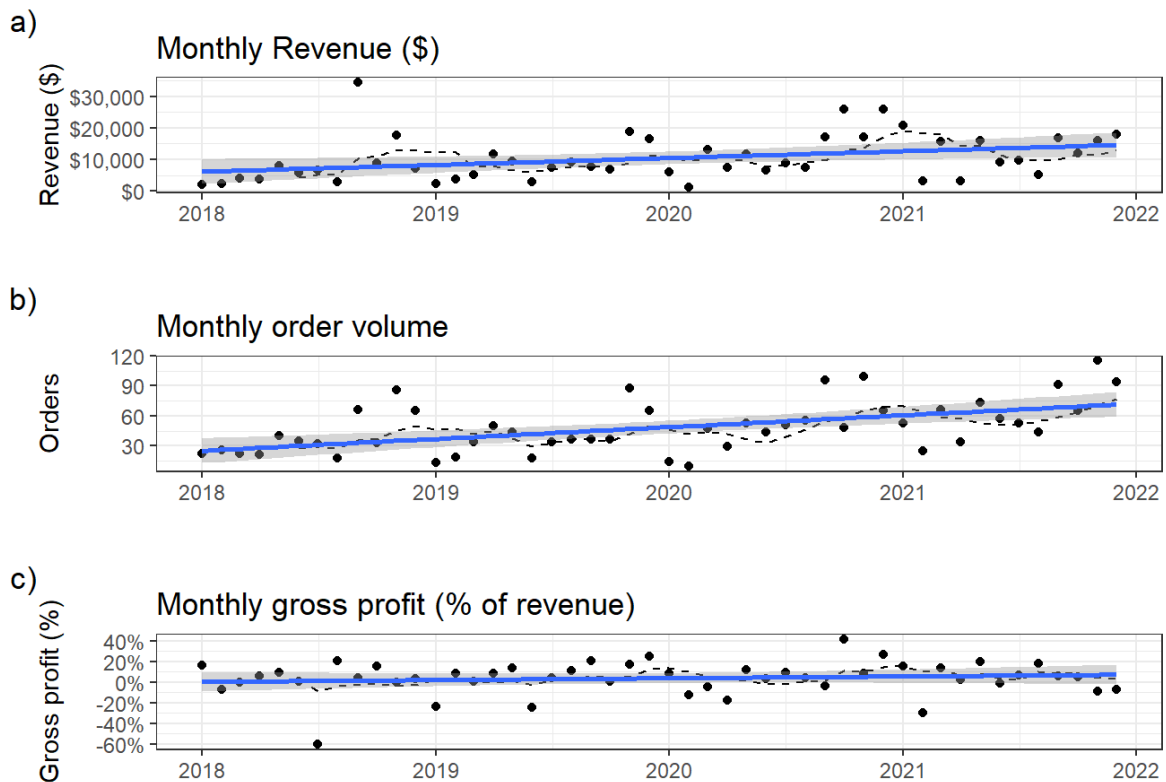 a)
Monthly Revenue ($)
Revenue ($)
$30,000
$20,000
$10,000
$0
2018 2019 2020 2021 2022
b)
Monthly order volume
Orders
120
90
60
30
2018 2019 2020 2021 2022
c)
Monthly gross profit (% of revenue)
Gross profit (%)
40%
20%
0%
-20%
-40%
-60%
2018 2019 2020 2021 2022